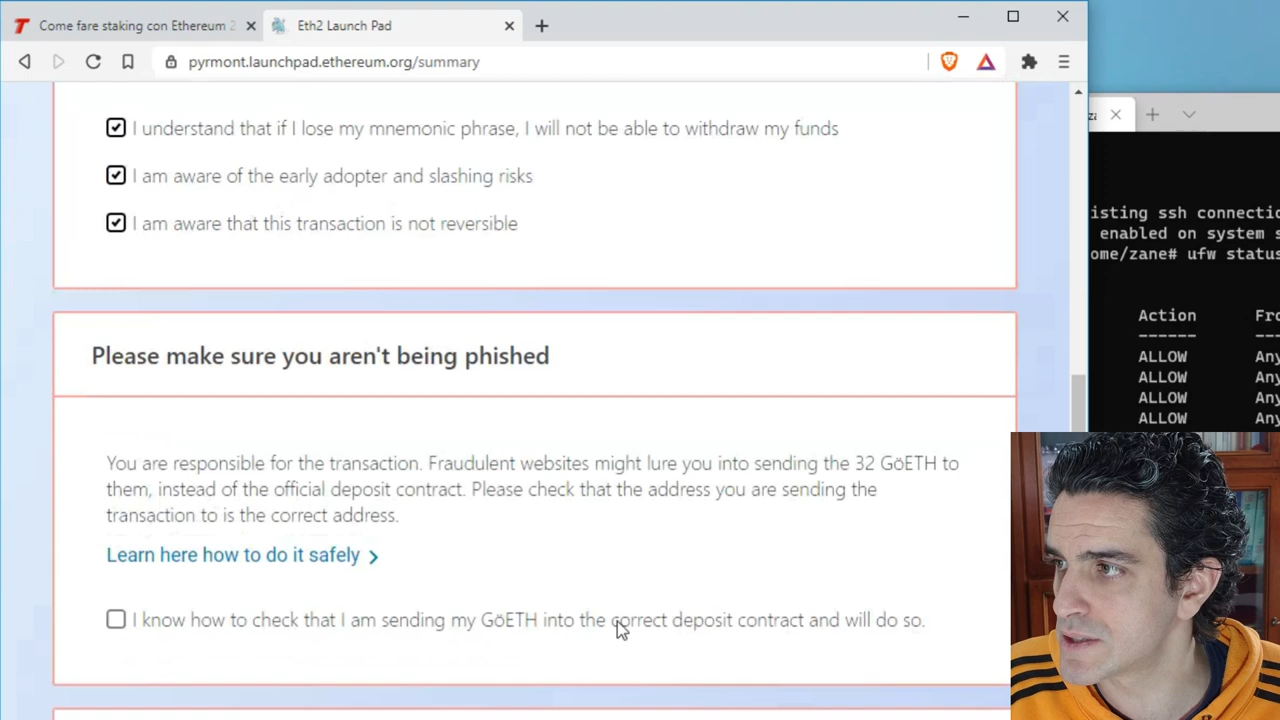 Come fare staking con Ethereum 2
Eth2 Launch Pad
pyrmont.launchpad.ethereum.org/summary
I understand that if I lose my mnemonic phrase, I will not be able to withdraw my funds
I am aware of the early adopter and slashing risks
I am aware that this transaction is not reversible
Please make sure you aren't being phished
You are responsible for the transaction. Fraudulent websites might lure you into sending the 32 GöETH to
them, instead of the official deposit contract. Please check that the address you are sending the
transaction to is the correct address.
Learn here how to do it safely
I know how to check that I am sending my GöETH into the correct deposit contract and will do so.
isting ssh connectio
enabled on system s
ome/zane# ufw status
Action Fro
------ ---
ALLOW Any
ALLOW Any
ALLOW Any
ALLOW Any